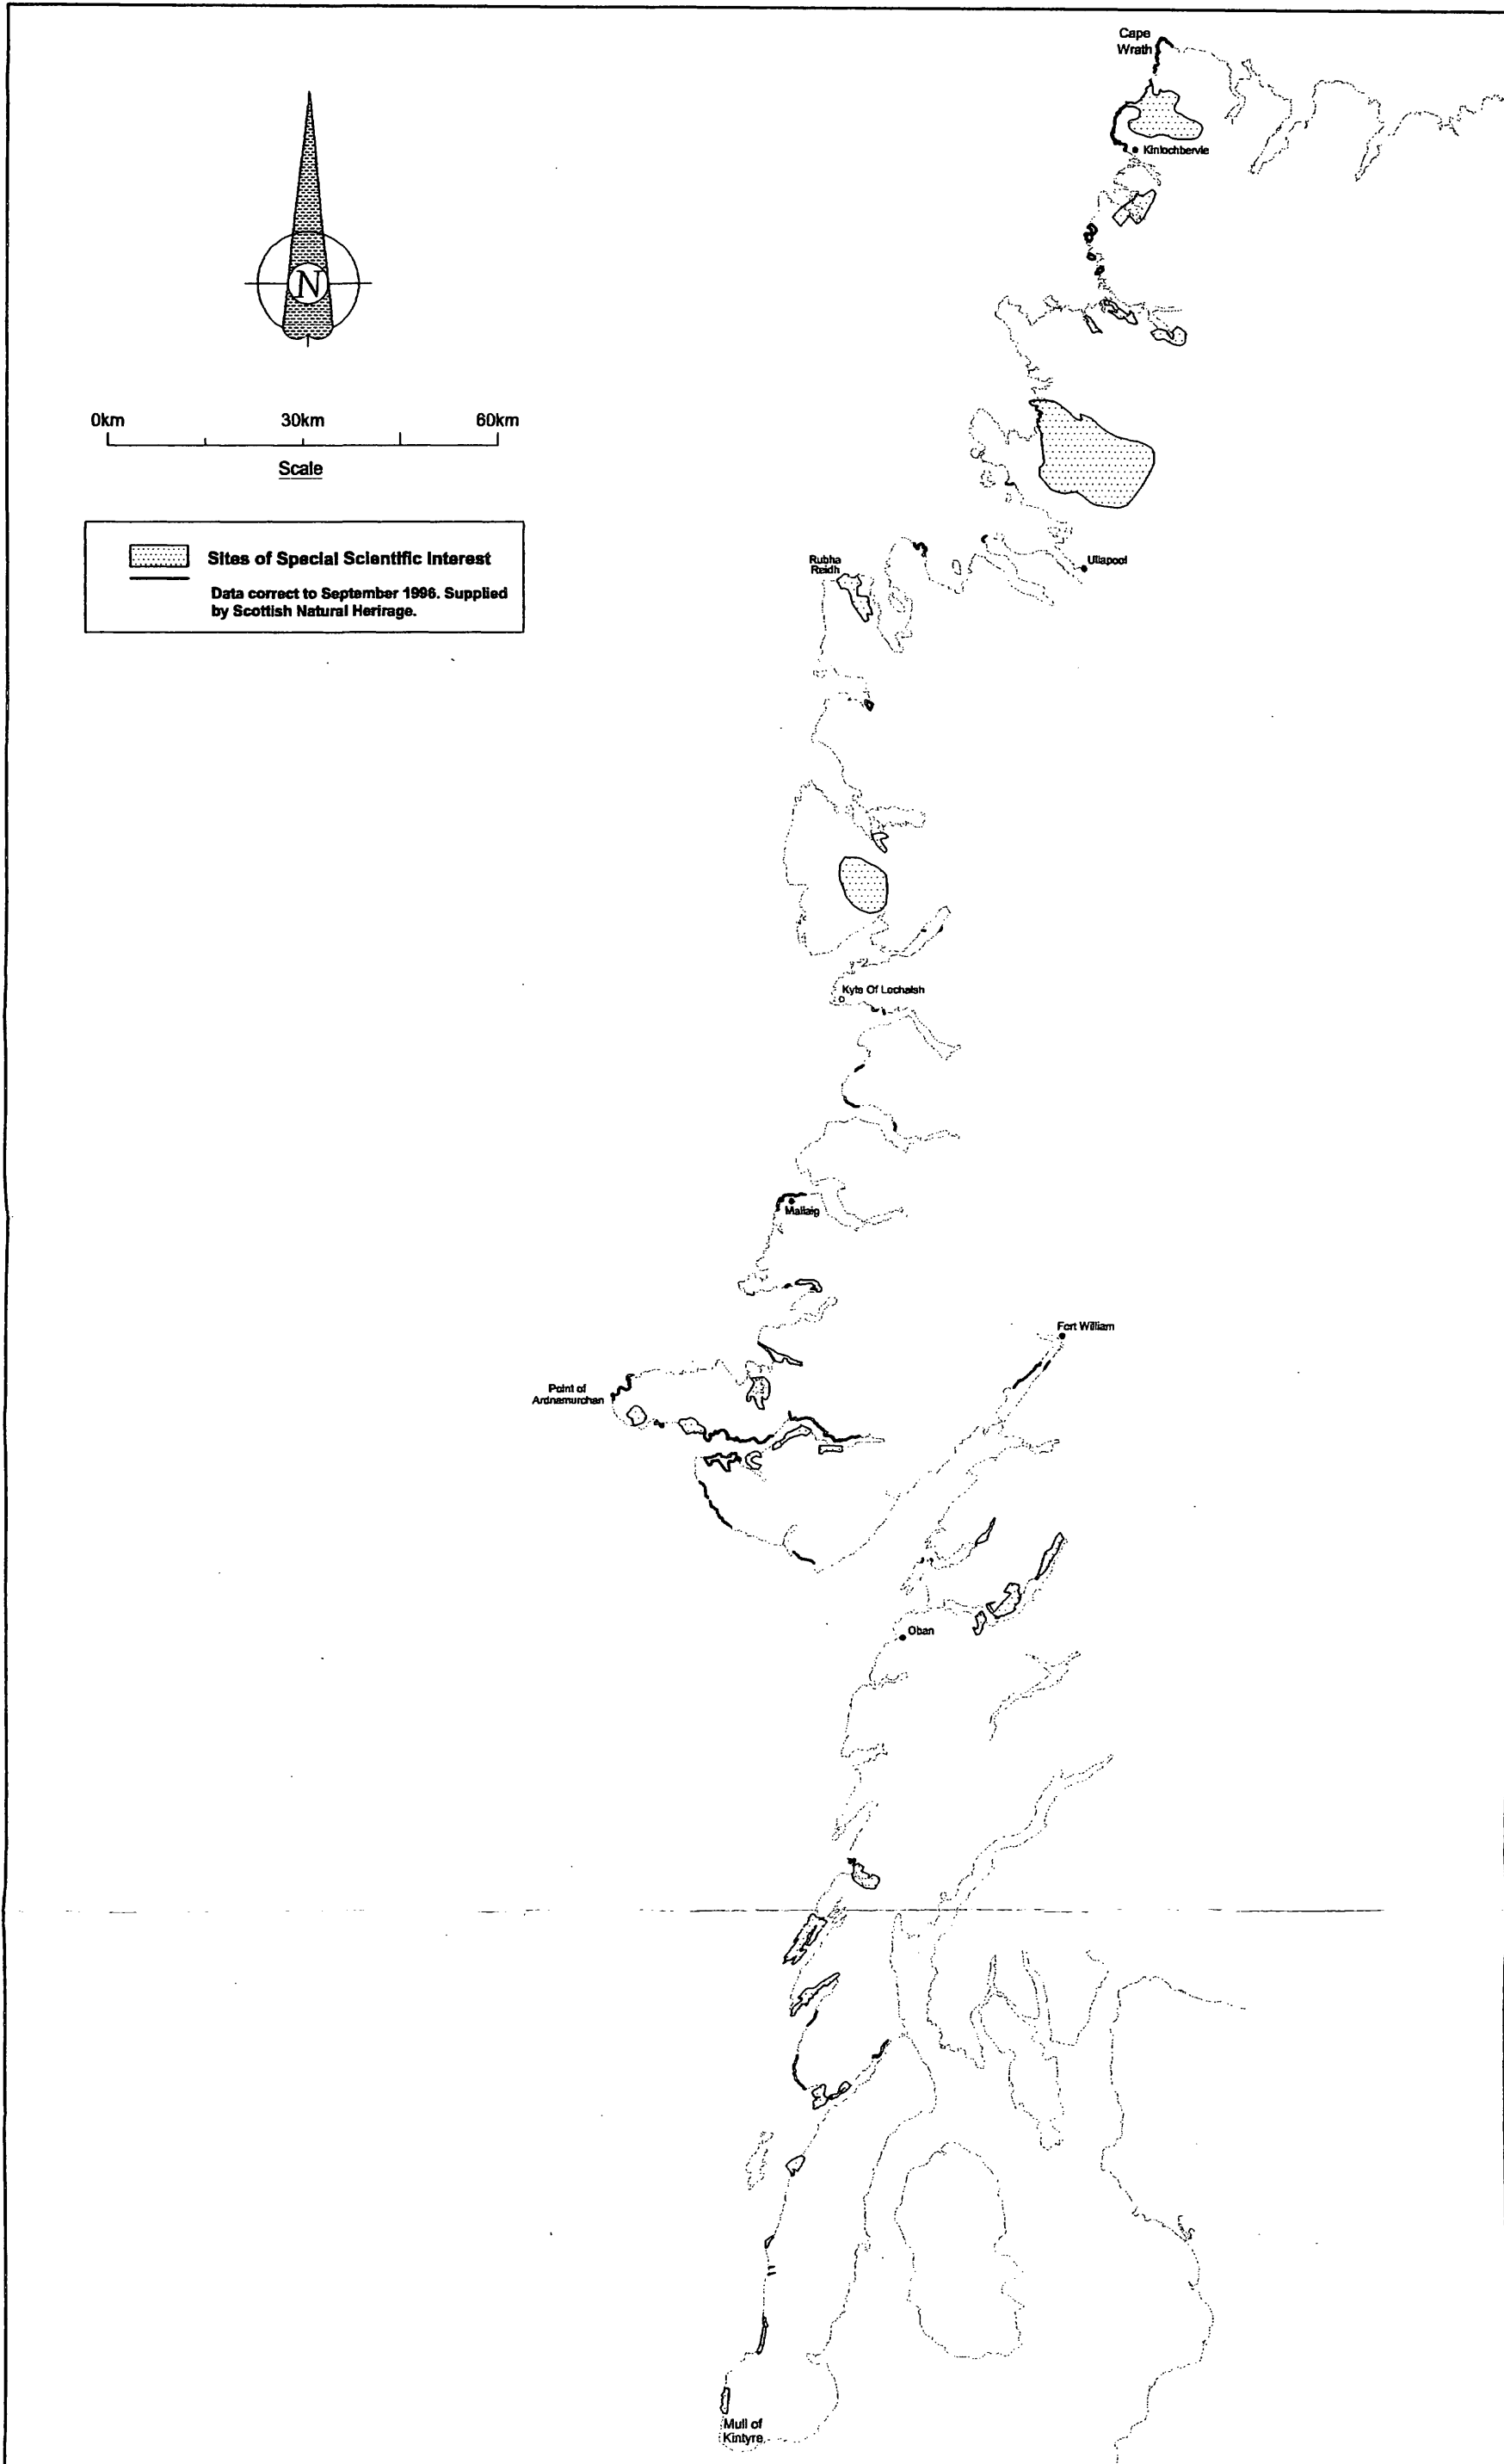 Cape
Wrath
Kinlochbervie
N
0km 30km 60km
Scale
Sites of Special Scientific Interest
Data correct to September 1996. Supplied
by Scottish Natural Herirage.
Rubha
Reidh
Ullapool
Kyle Of Lochalsh
Mallaig
Fort William
Point of
Ardnamurchan
Oban
Mull of
Kintyre